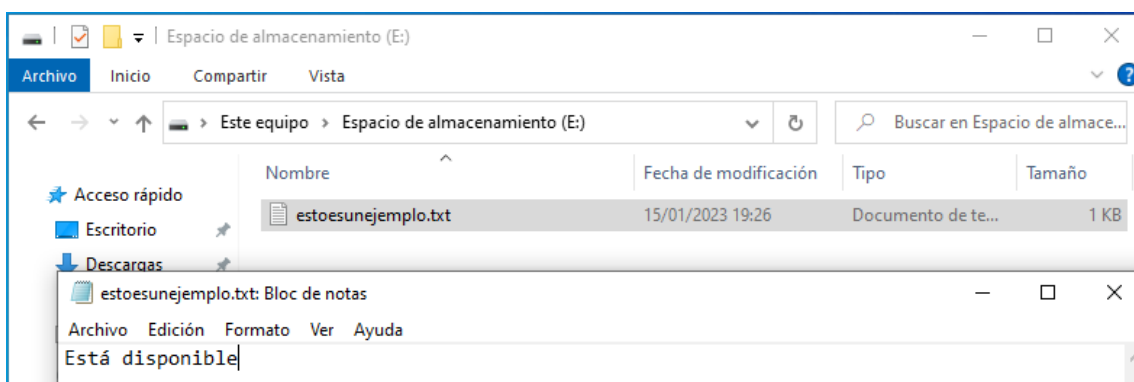 Espacio de almacenamiento (E:)
Archivo Inicio Compartir Vista
Este equipo > Espacio de almacenamiento (E:) Buscar en Espacio de almace...
Nombre Fecha de modificación Tipo Tamaño
Acceso rápido
estoesunejemplo.txt 15/01/2023 19:26 Documento de te... 1 KB
Escritorio
Descargas
estoesunejemplo.txt: Bloc de notas
Archivo Edición Formato Ver Ayuda
Está disponible